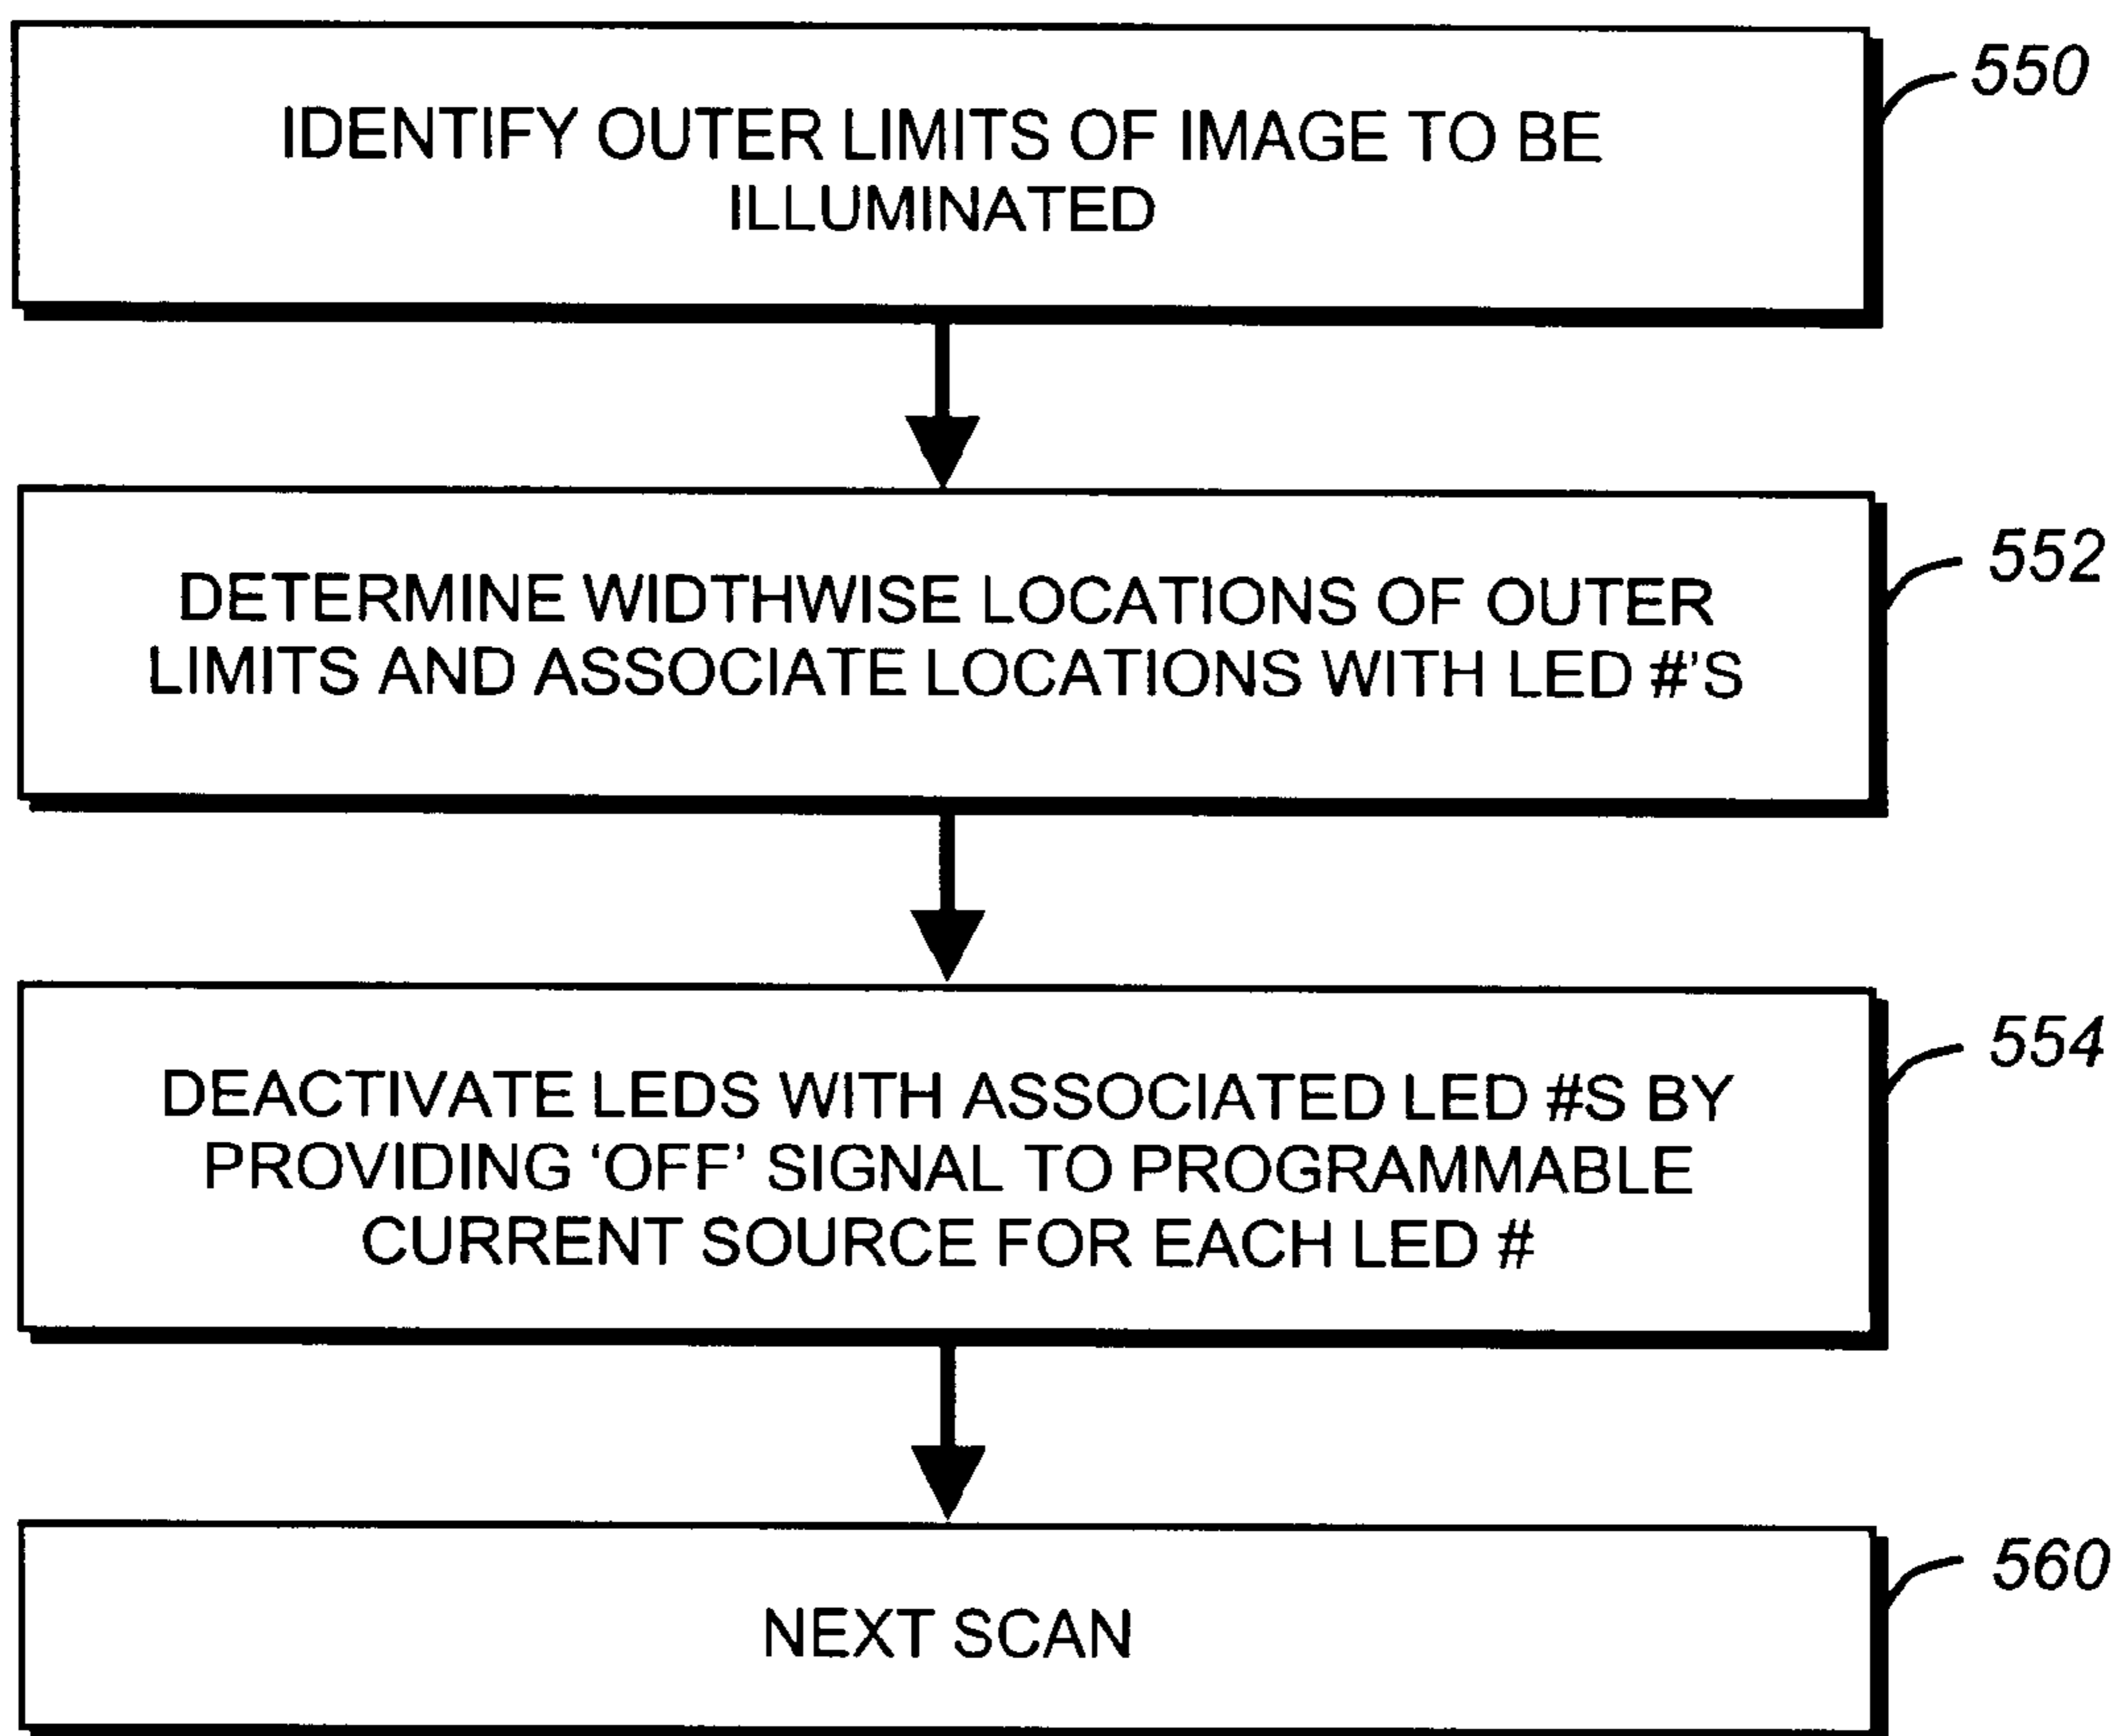 550
IDENTIFY OUTER LIMITS OF IMAGE TO BE
ILLUMINATED
552
DETERMINE WIDTHWISE LOCATIONS OF OUTER
LIMITS AND ASSOCIATE LOCATIONS WITH LED #'S
554
DEACTIVATE LEDS WITH ASSOCIATED LED #S BY
PROVIDING ‘OFF’ SIGNAL TO PROGRAMMABLE
CURRENT SOURCE FOR EACH LED #
560
NEXT SCAN